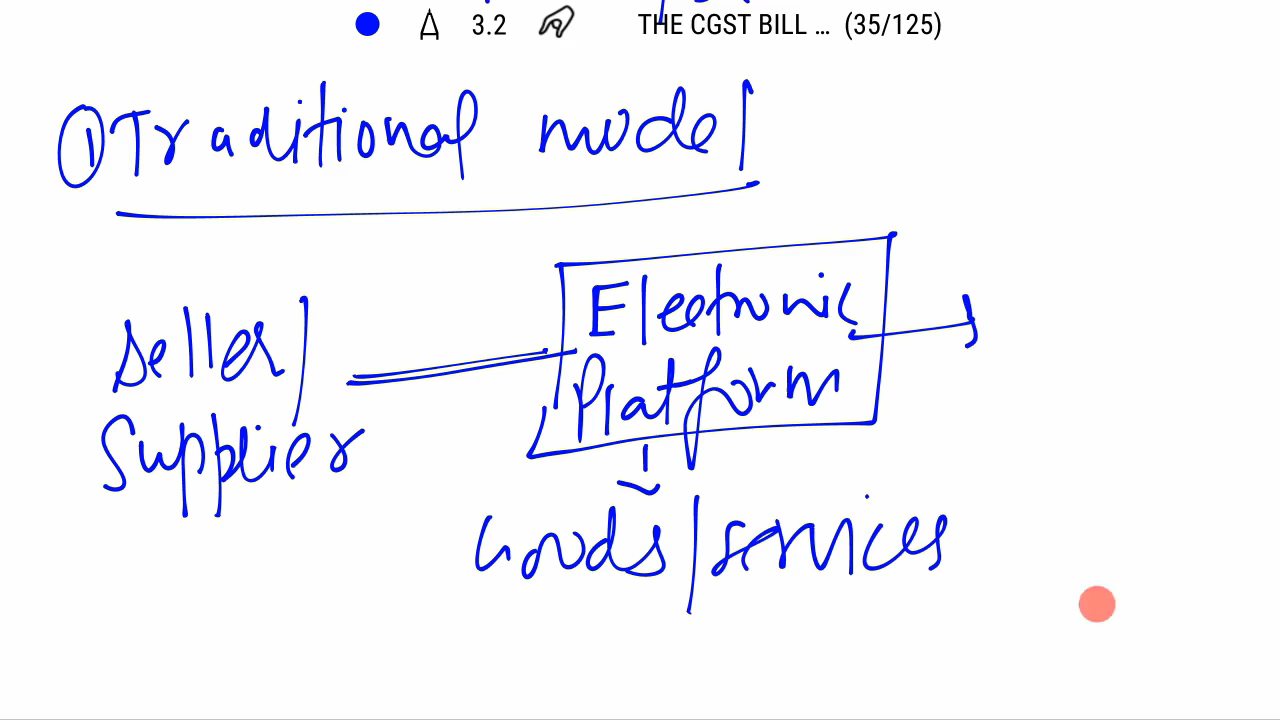 3.2 THE CGST BILL ... (35/125)
① Traditional model
Seller/
Supplier
Electronic
Platform
Goods/services